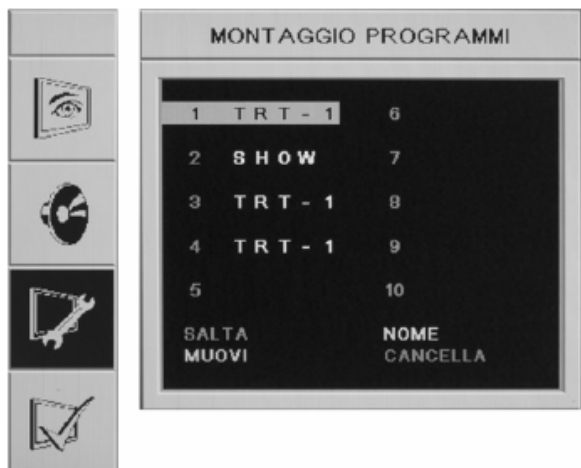 MONTAGGIO PROGRAMMI
1 TRT - 1 6
2 SHOW 7
3 TRT - 1 8
4 TRT - 1 9
5 10
SALTA NOME
MUOVI CANCELLA